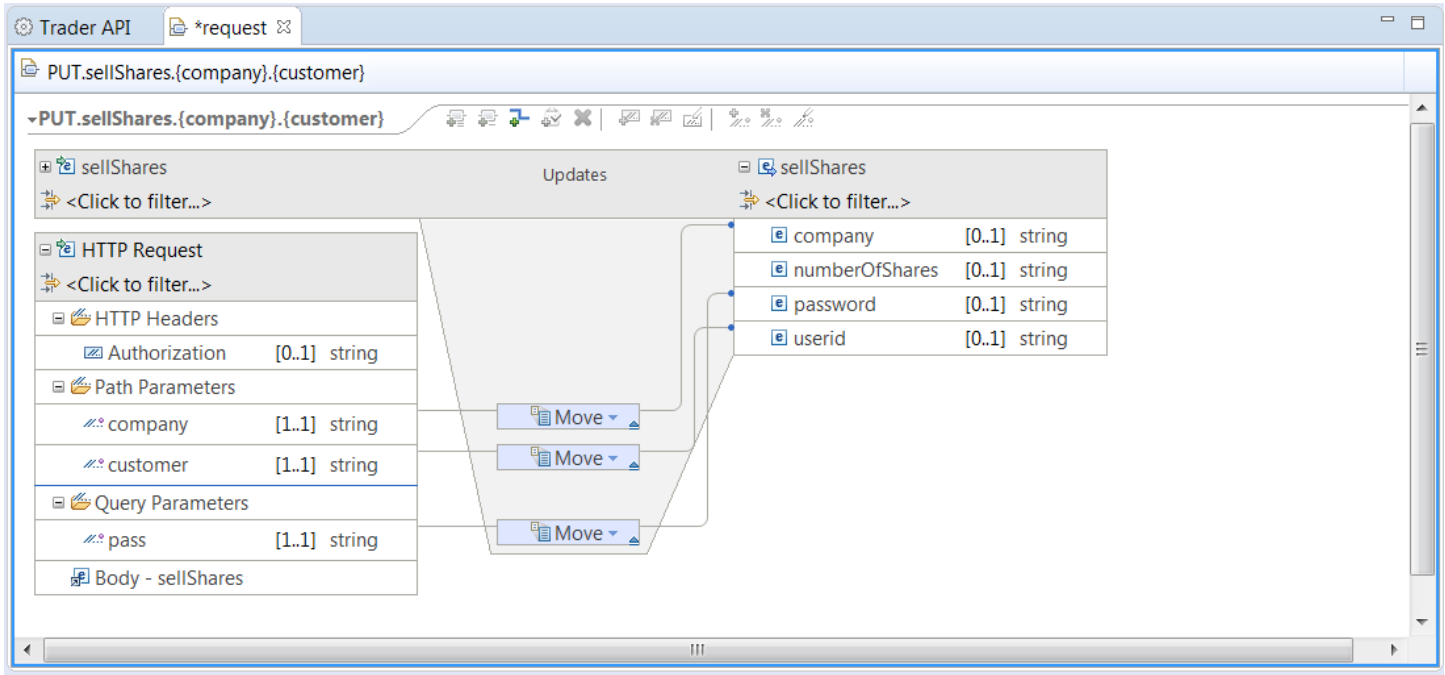 Trader API
*request
PUT.sellShares.{company}.{customer}
PUT.sellShares.{company}.{customer}
sellShares
Updates
sellShares
<Click to filter...>
<Click to filter...>
HTTP Request
company [0..1] string
<Click to filter...>
numberOfShares [0..1] string
HTTP Headers
password [0..1] string
Authorization [0..1] string
userid [0..1] string
Path Parameters
company [1..1] string
Move
customer [1..1] string
Move
Query Parameters
pass [1..1] string
Move
Body - sellShares